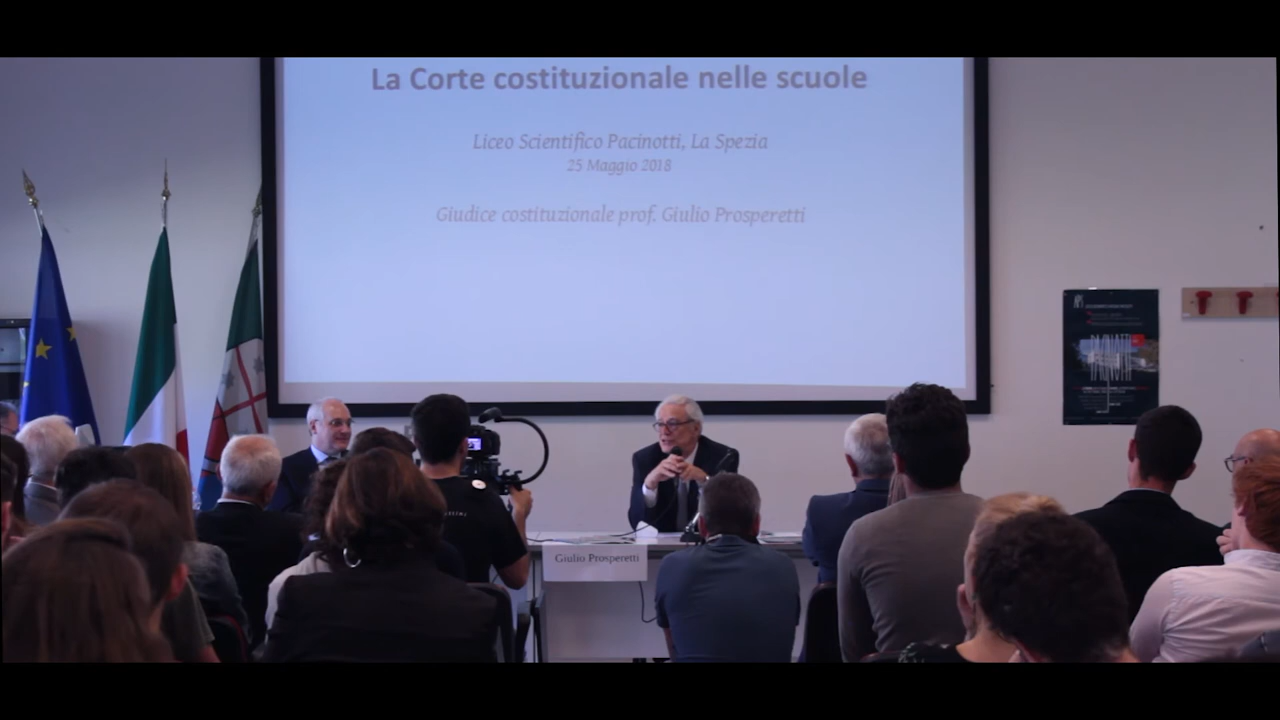 La Corte costituzionale nelle scuole
Liceo Scientifico Pacinotti, La Spezia
25 Maggio 2018
Giudice costituzionale prof. Giulio Prosperetti
Giulio Prosperetti